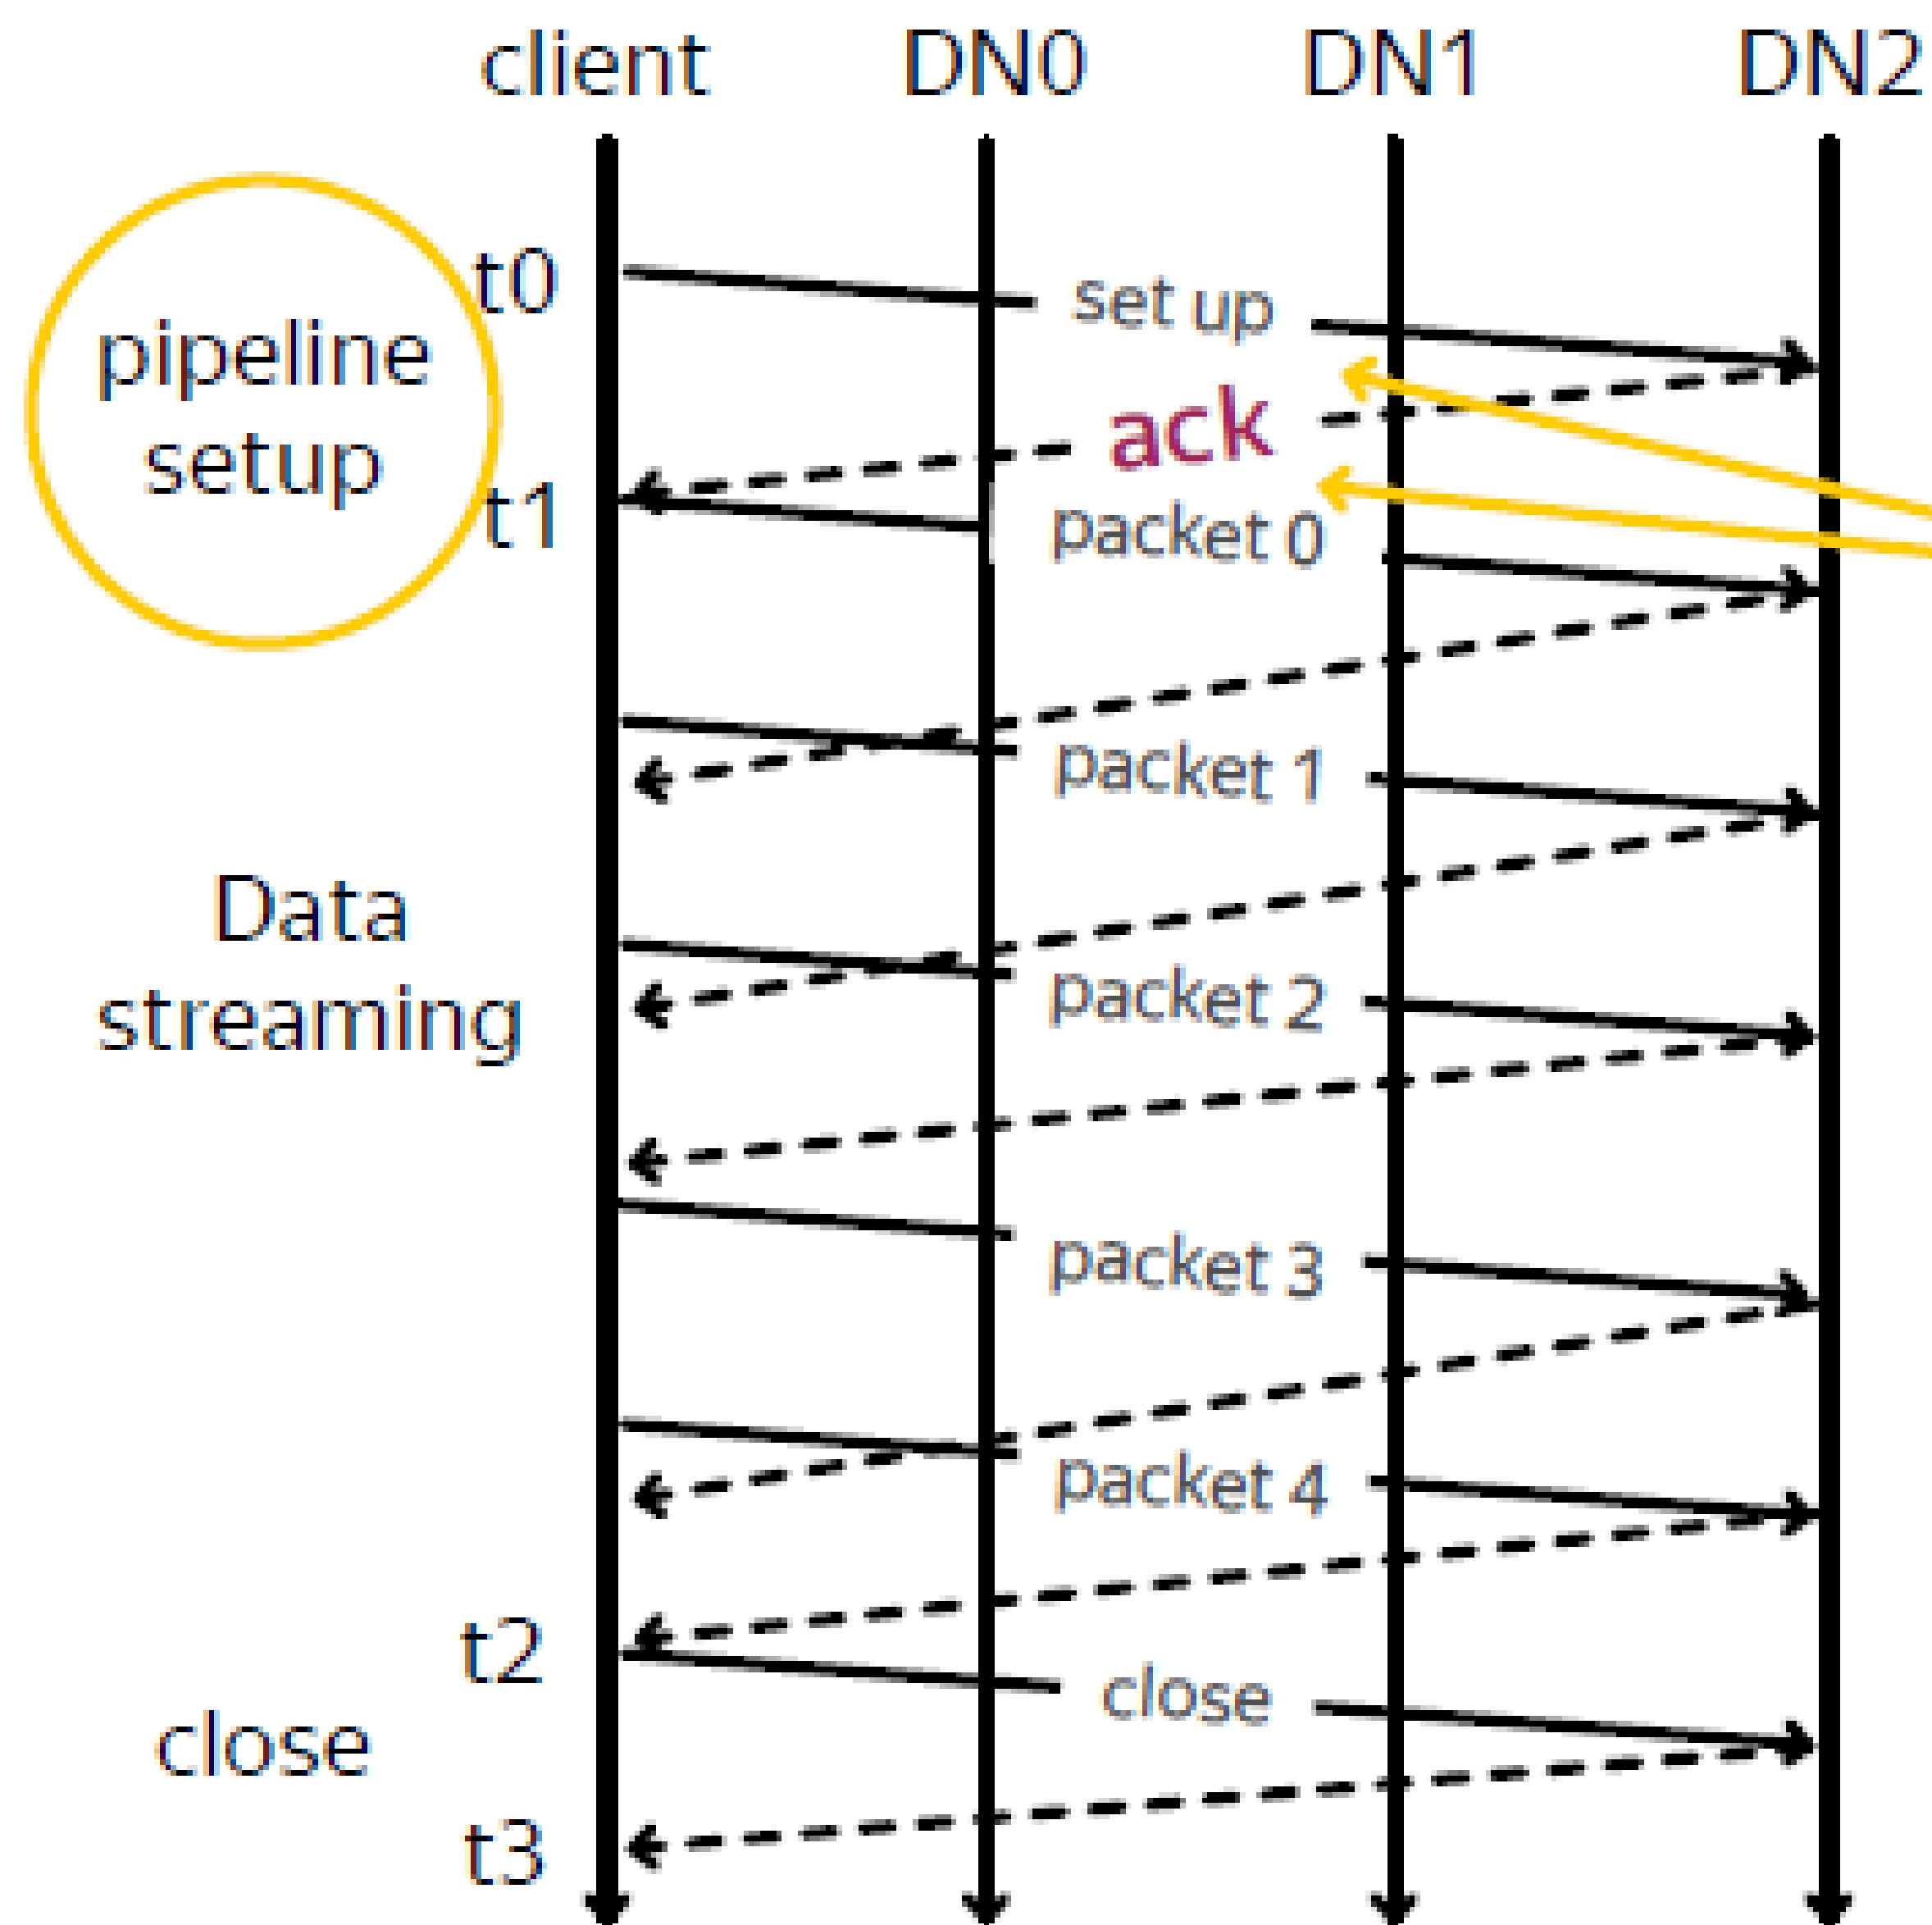 client DN0 DN1 DN2
t0
set up
pipeline
setup
ack
t1
packet 0
packet 1
Data
streaming
packet 2
packet 3
packet 4
t2
close
close
t3